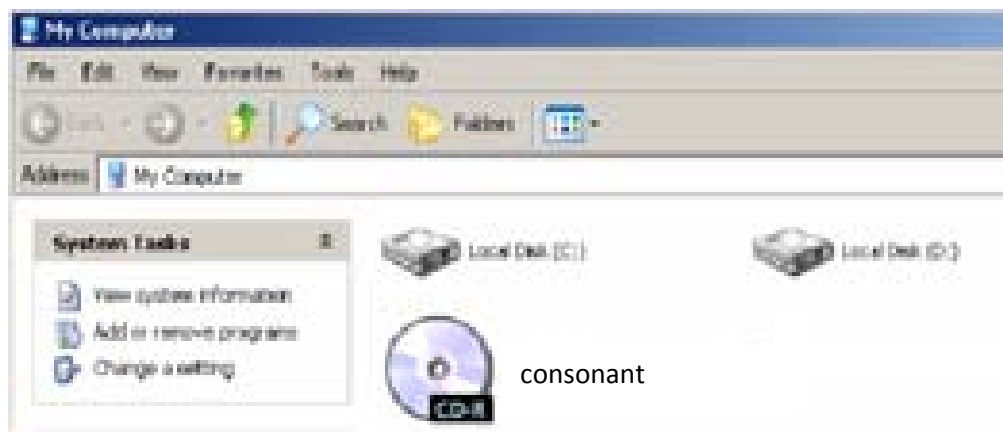 My Computer
File Edit View Favorites Tools Help
Back Search Folders
Address My Computer
System Tasks
Local Disk (C:) Local Disk (D:)
View system information
Add or remove programs
Change a setting
consonant
CD-R